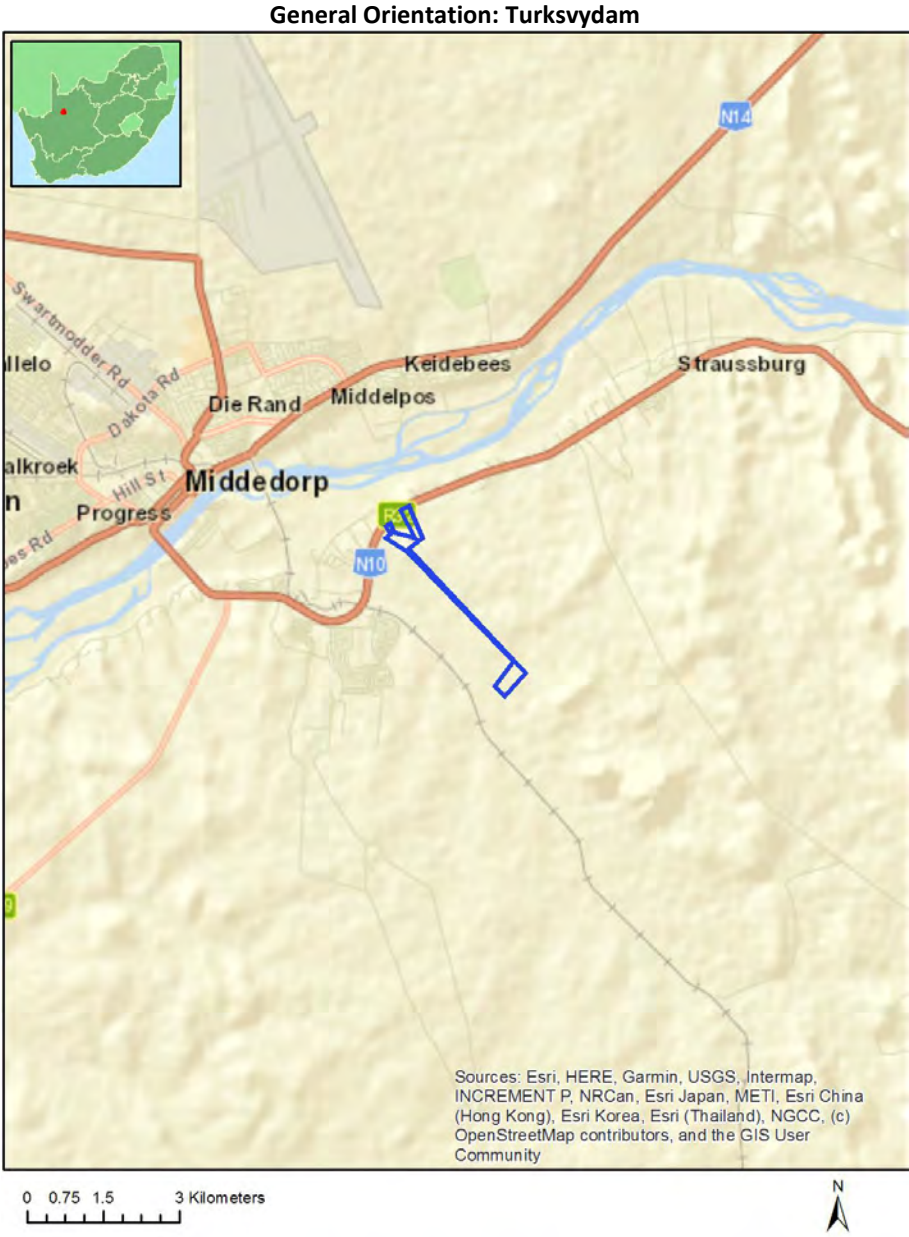 General Orientation: Turksvydam
N14
Swartmodder Rd
Keidebees
Straussburg
llelo
Dakota Rd
Middelpos
Die Rand
alkroek
Hill St
Middedorp
n
Progress
N10
Sources: Esri, HERE, Garmin, USGS, Intermap,
INCREMENT P, NRCan, Esri Japan, METI, Esri China
(Hong Kong), Esri Korea, Esri (Thailand), NGCC, (c)
OpenStreetMap contributors, and the GIS User
Community
0 0.75 1.5 3 Kilometers
N